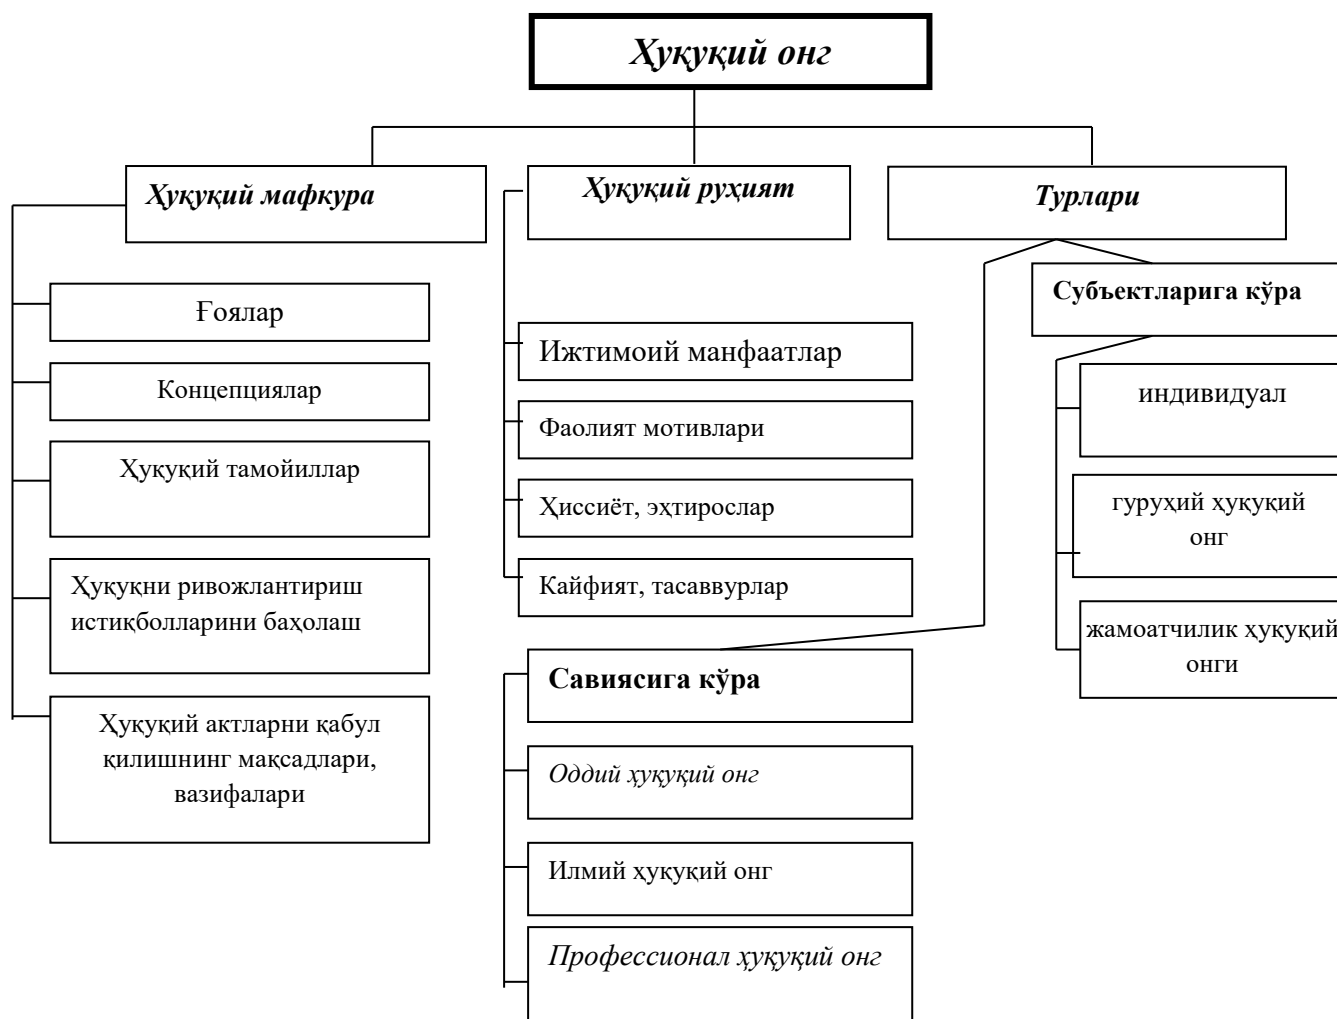 Ҳуқуқий онг
Ҳуқуқий мафкура
Ғоялар
Концепциялар
Ҳуқуқий тамойиллар
Ҳуқуқни ривожлантириш
истиқболларини баҳолаш
Ҳуқуқий актларни қабул
қилишнинг мақсадлари,
вазифалари
Ҳуқуқий руҳият
Ижтимоий манфаатлар
Фаолият мотивлари
Ҳиссиёт, эҳтирослар
Кайфият, тасаввурлар
Турлари
Субъектларига кўра
индивидуал
гуруҳий ҳуқуқий
онг
жамоатчилик ҳуқуқий
онги
Савиясига кўра
Оддий ҳуқуқий онг
Илмий ҳуқуқий онг
Профессионал ҳуқуқий онг